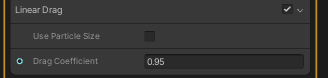 Linear Drag
Use Particle Size
Drag Coefficient 0.95